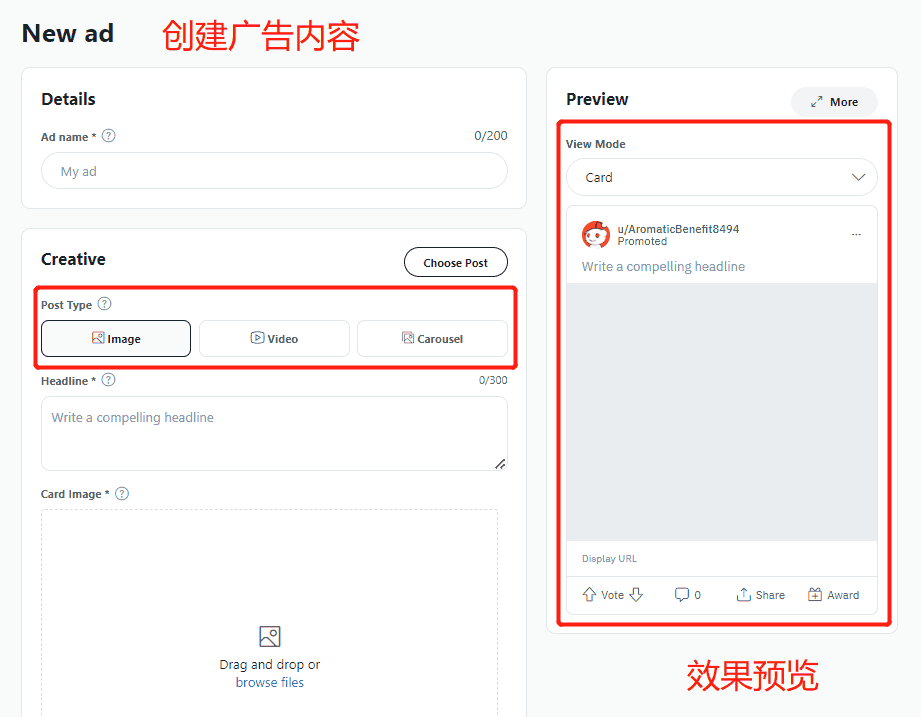 New ad
创建广告内容
Details
Ad name *
0/200
My ad
Creative
Choose Post
Post Type
Image
Video
Carousel
Headline *
0/300
Write a compelling headline
Card Image *
Drag and drop or
browse files
Preview
More
View Mode
Card
u/AromaticBenefit8494
Promoted
...
Write a compelling headline
Display URL
Vote
0
Share
Award
效果预览